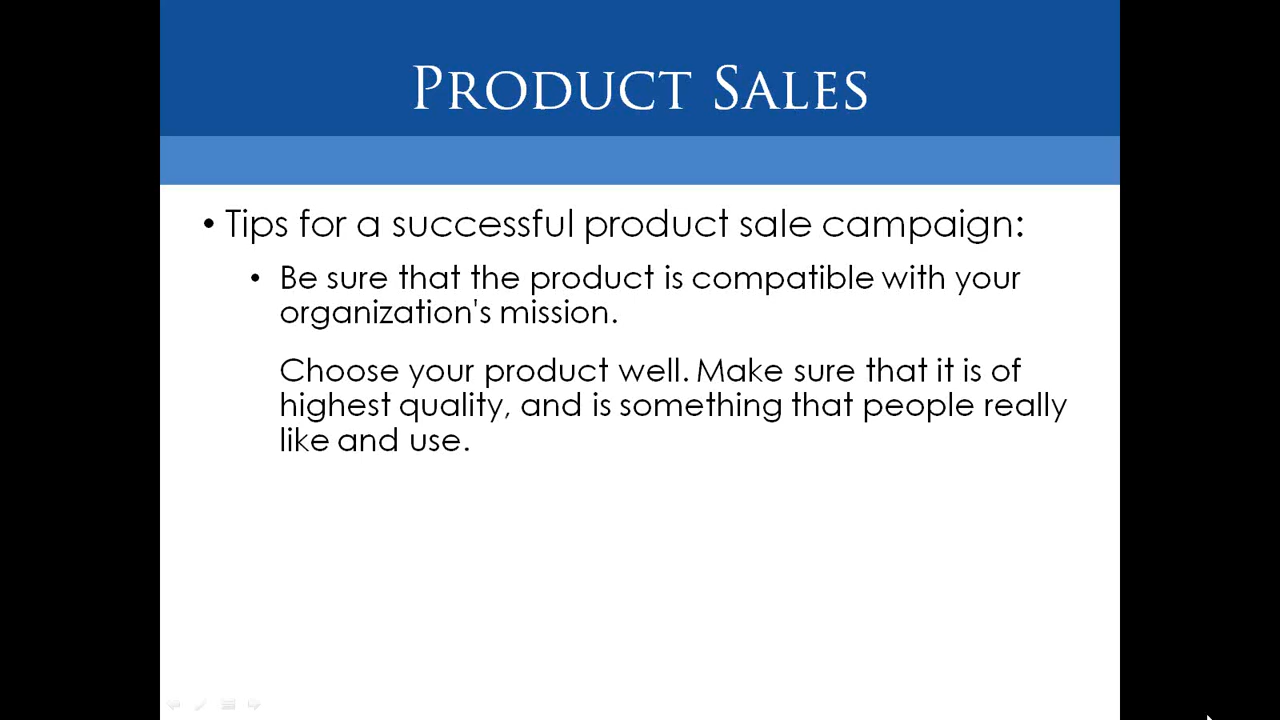 PRODUCT SALES
• Tips for a successful product sale campaign:
• Be sure that the product is compatible with your
organization's mission.
Choose your product well. Make sure that it is of
highest quality, and is something that people really
like and use.